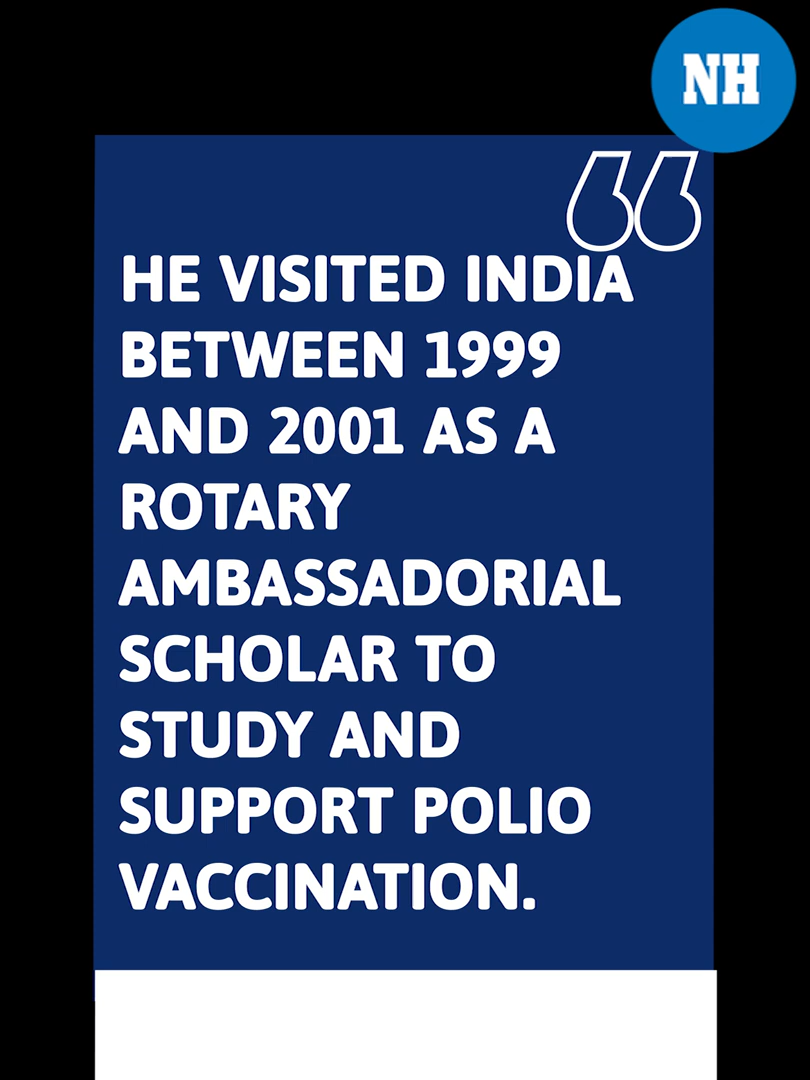 NH
HE VISITED INDIA
BETWEEN 1999
AND 2001 AS A
ROTARY
AMBASSADORIAL
SCHOLAR TO
STUDY AND
SUPPORT POLIO
VACCINATION.